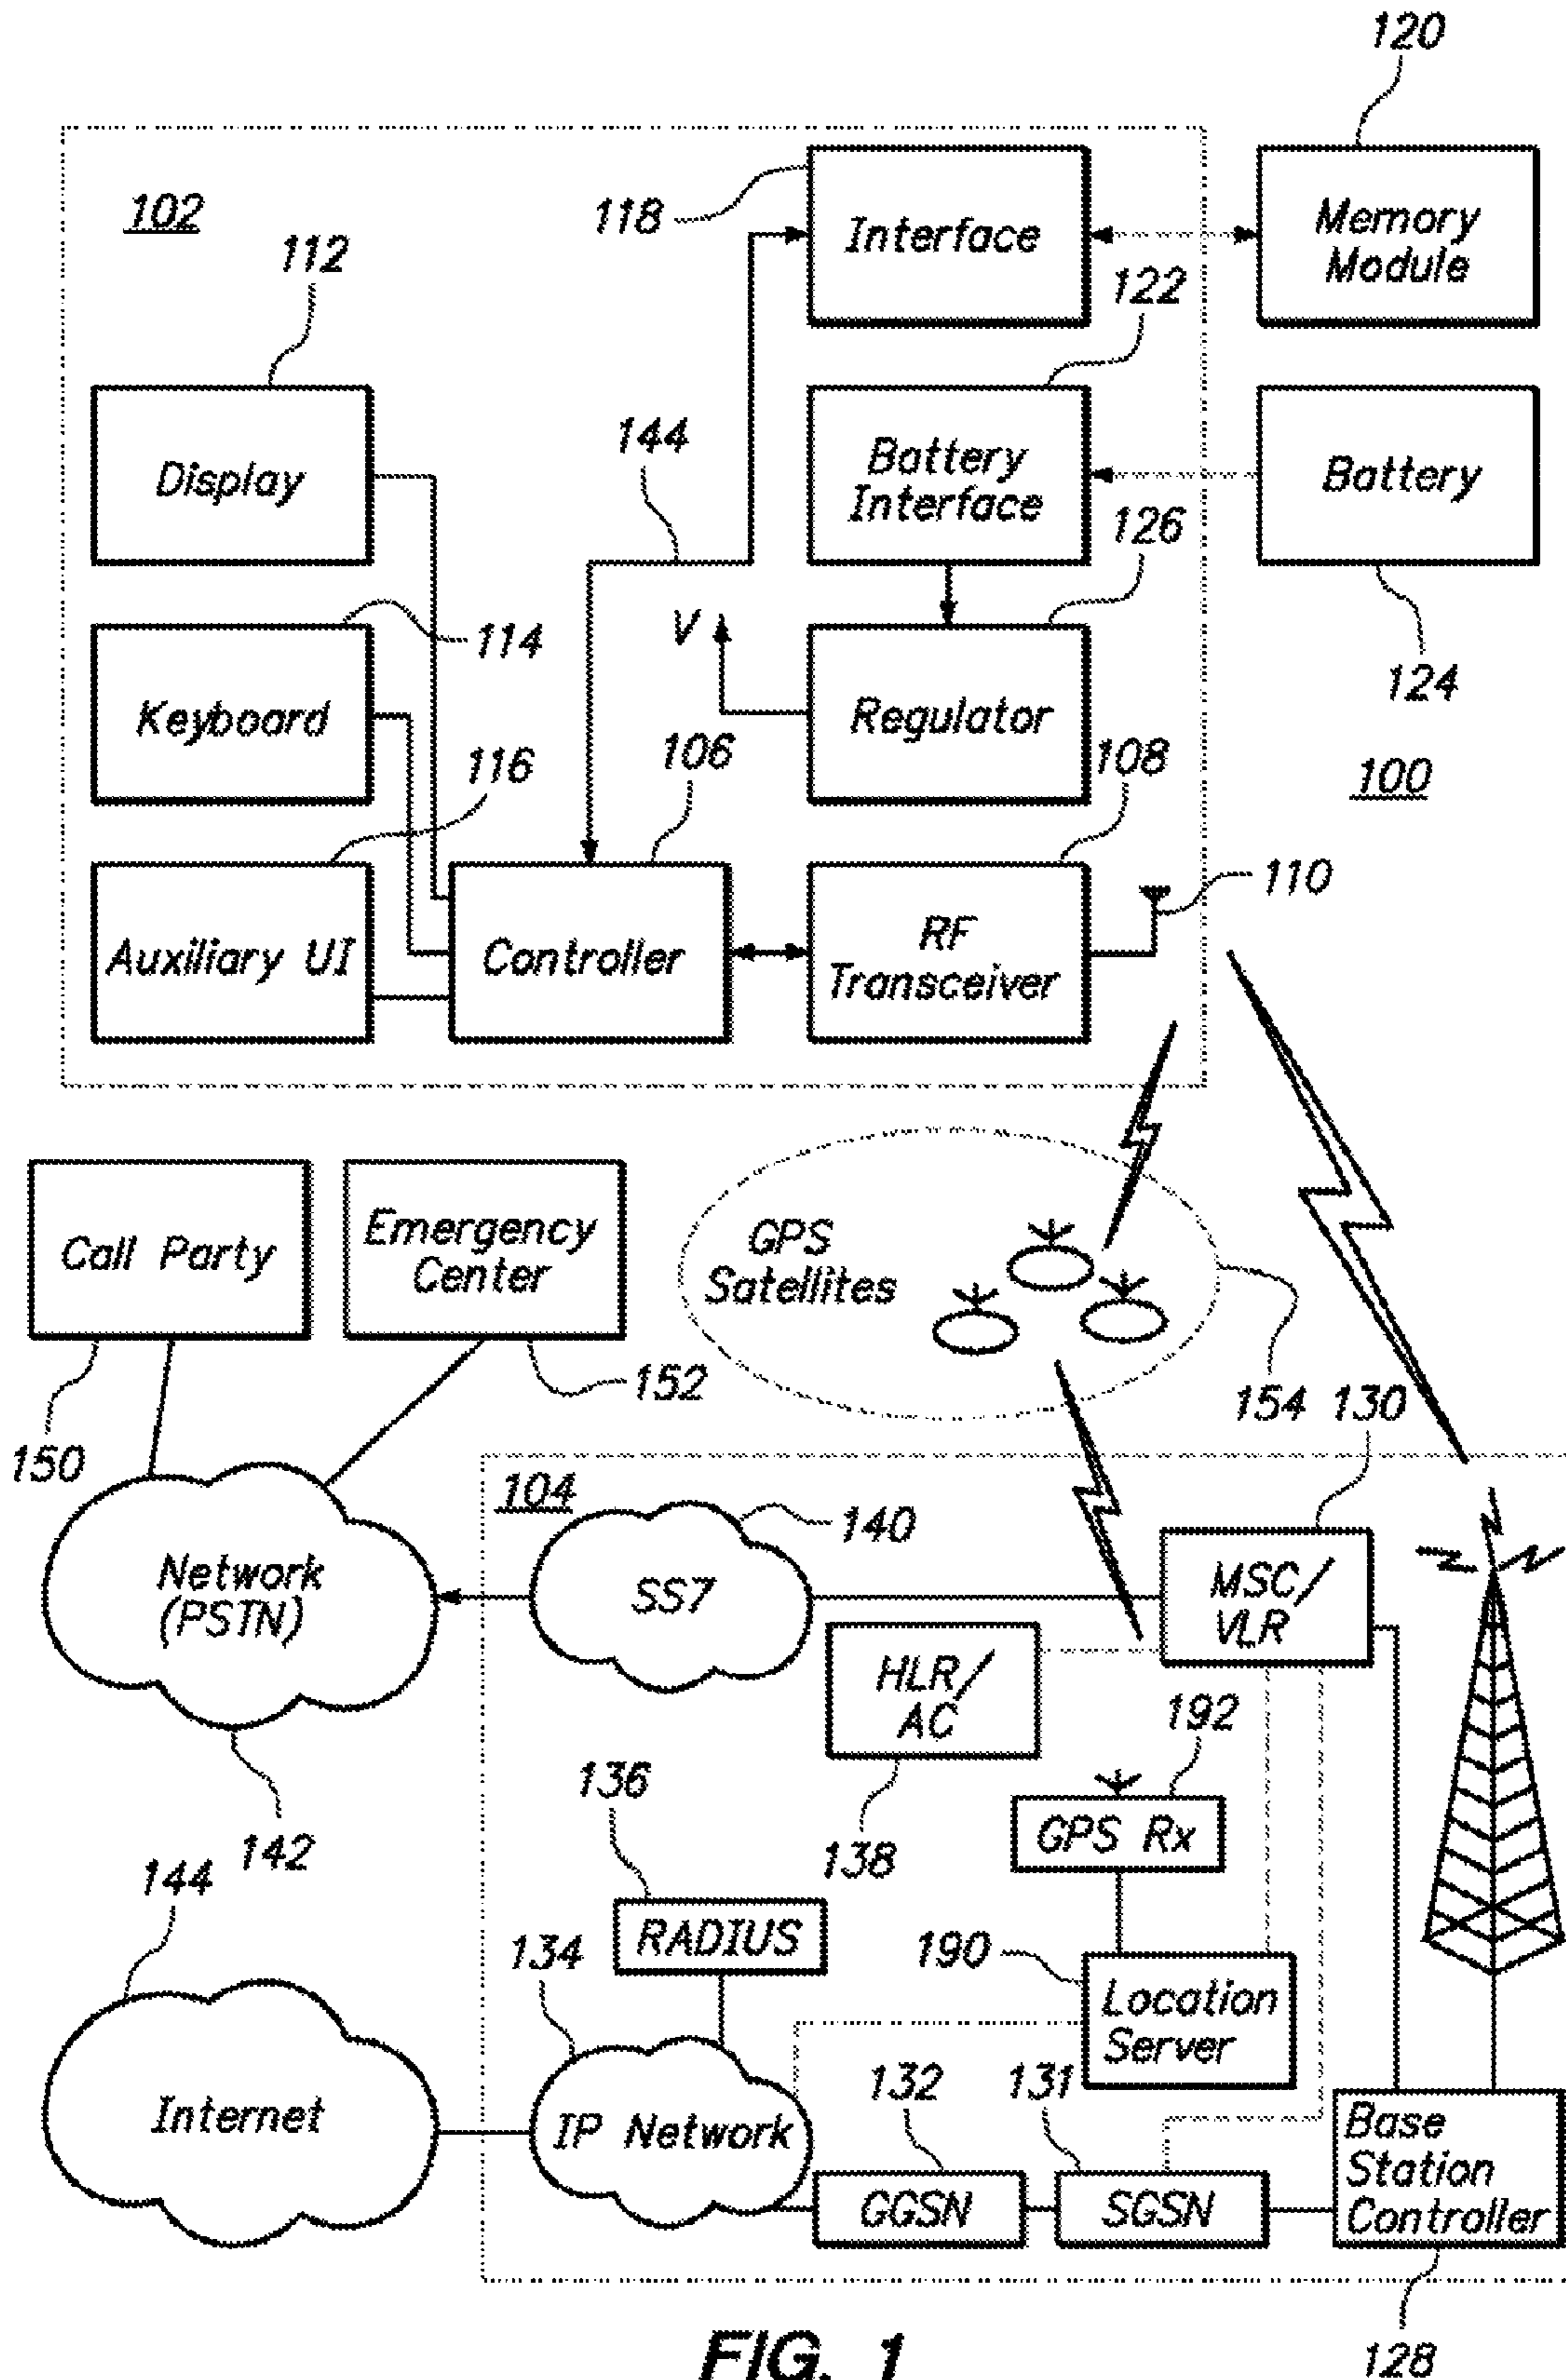 120
102
118
Interface
Memory
Module
112
122
Display
144
Battery
Interface
Battery
126
114
V
124
Keyboard
Regulator
116
106
108
100
110
Auxiliary UI
Controller
RF
Transceiver
Call Party
Emergency
Center
GPS
Satellites
150
152
154
130
104
140
Network
(PSTN)
SS7
MSC/
VLR
HLR/
AC
192
142
136
138
GPS Rx
144
134
RADIUS
190
Location
Server
Internet
IP Network
132
131
GGSN
SGSN
Base
Station
Controller
128
FIG. 1